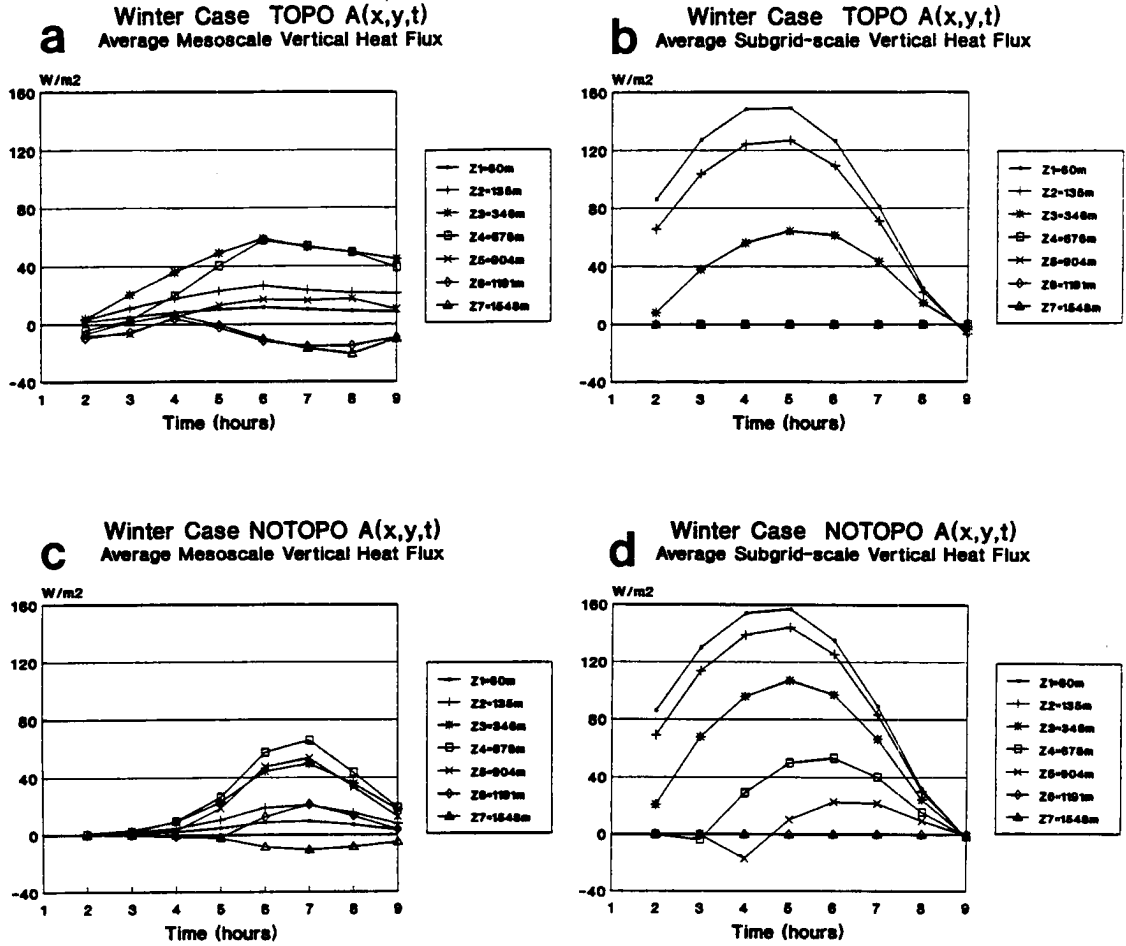 a
Winter Case TOPO A(x,y,t)
Average Mesoscale Vertical Heat Flux
W/m2
160
120
80
40
0
-40
1 2 3 4 5 6 7 8 9
Time (hours)
Z1=60m
Z2=135m
Z3=346m
Z4=676m
Z5=904m
Z6=1191m
Z7=1548m
b
Winter Case TOPO A(x,y,t)
Average Subgrid-scale Vertical Heat Flux
W/m2
160
120
80
40
0
-40
1 2 3 4 5 6 7 8 9
Time (hours)
Z1=60m
Z2=135m
Z3=346m
Z4=676m
Z5=904m
Z6=1191m
Z7=1548m
c
Winter Case NOTOPO A(x,y,t)
Average Mesoscale Vertical Heat Flux
W/m2
160
120
80
40
0
-40
1 2 3 4 5 6 7 8 9
Time (hours)
Z1=60m
Z2=135m
Z3=346m
Z4=676m
Z5=904m
Z6=1191m
Z7=1548m
d
Winter Case NOTOPO A(x,y,t)
Average Subgrid-scale Vertical Heat Flux
W/m2
160
120
80
40
0
-40
1 2 3 4 5 6 7 8 9
Time (hours)
Z1=60m
Z2=135m
Z3=346m
Z4=676m
Z5=904m
Z6=1191m
Z7=1548m